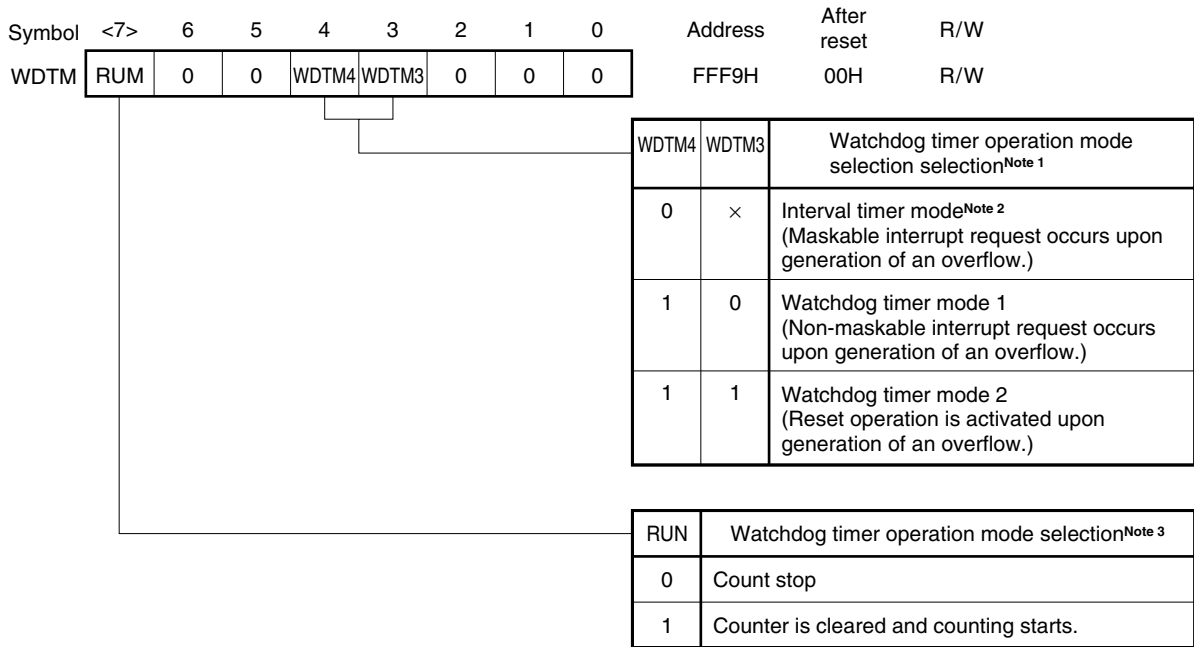 Symbol <7> 6 5 4 3 2 1 0 Address After reset R/W
WDTM RUM 0 0 WDTM4 WDTM3 0 0 0 FFF9H 00H R/W
WDTM4 WDTM3 Watchdog timer operation mode
selection selectionNote 1
0 × Interval timer modeNote 2
(Maskable interrupt request occurs upon
generation of an overflow.)
1 0 Watchdog timer mode 1
(Non-maskable interrupt request occurs
upon generation of an overflow.)
1 1 Watchdog timer mode 2
(Reset operation is activated upon
generation of an overflow.)
RUN Watchdog timer operation mode selectionNote 3
0 Count stop
1 Counter is cleared and counting starts.